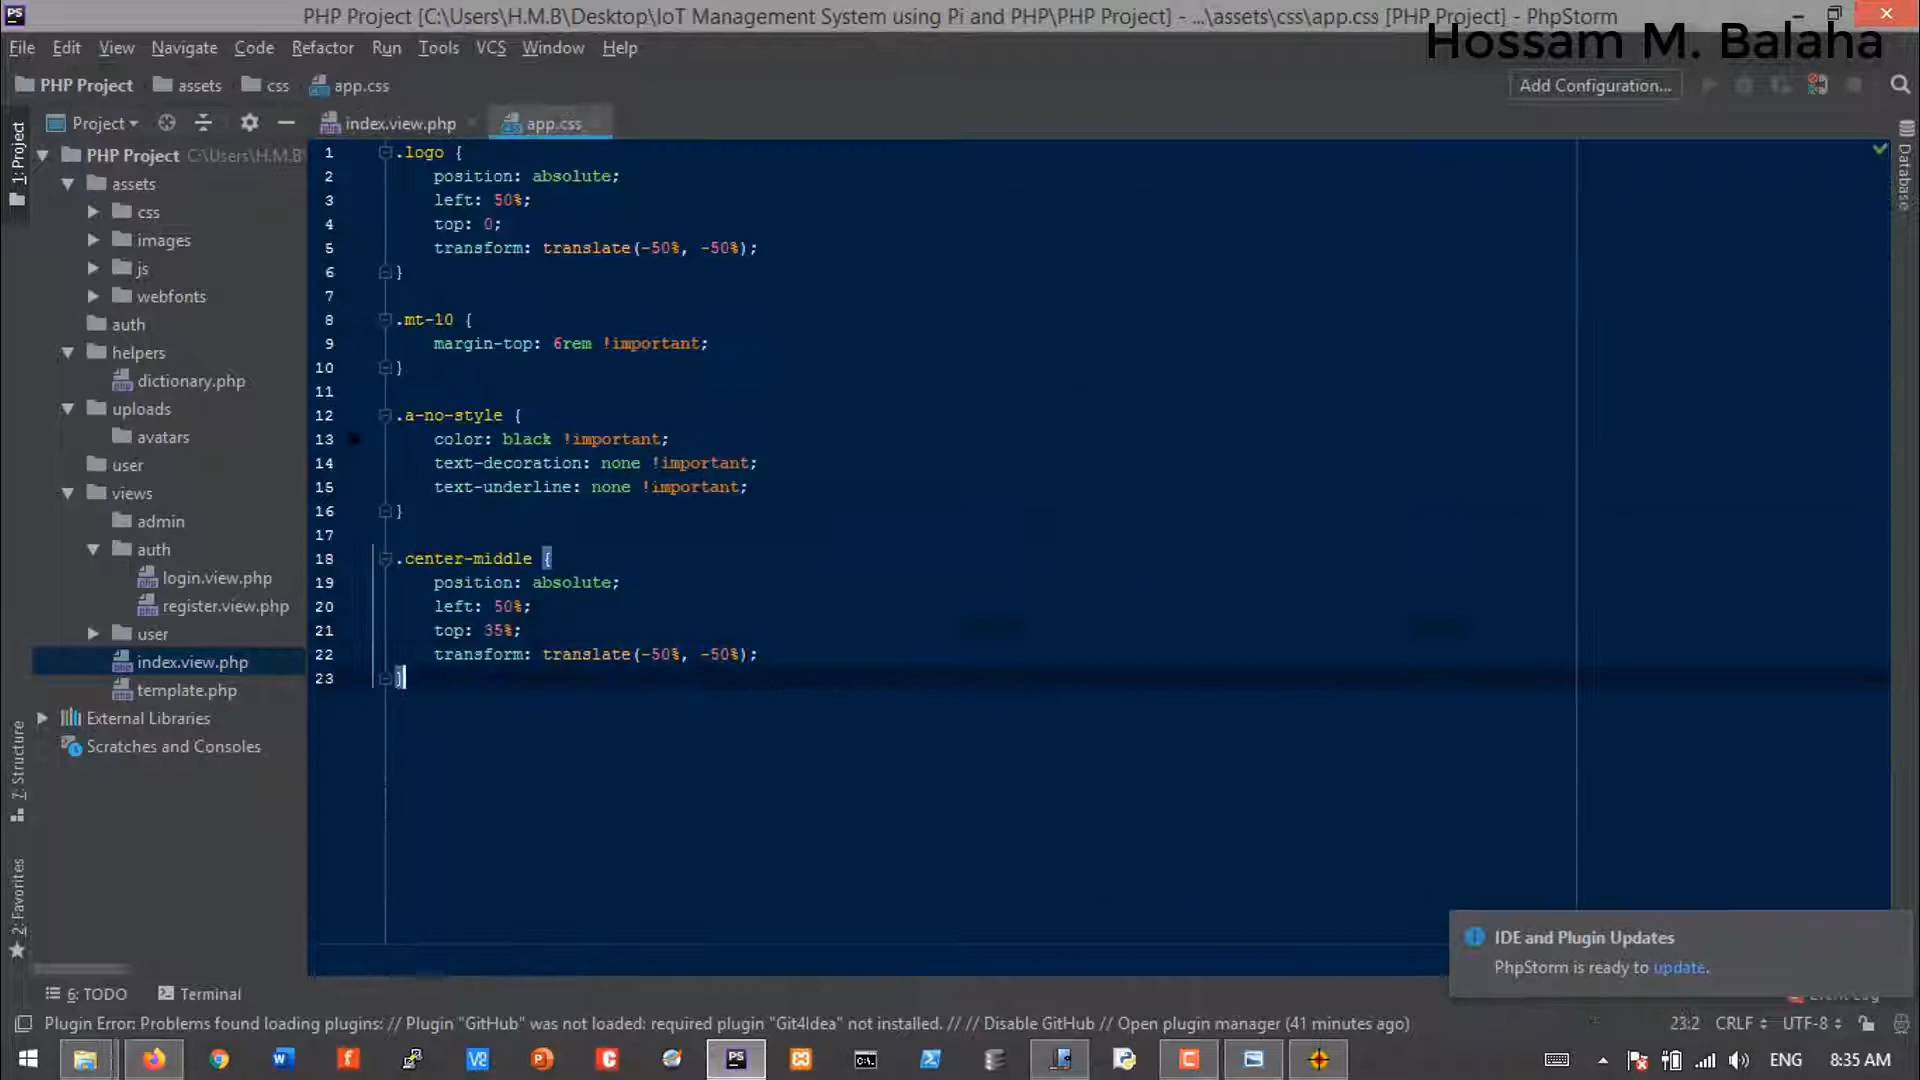 PHP Project [C:\Users\H.M.B\Desktop\IoT Management System using Pi and PHP\PHP Project] - ...\assets\css\app.css [PHP Project] - PhpStorm
Hossam M. Balaha
File Edit View Navigate Code Refactor Run Tools VCS Window Help
PHP Project assets css app.css
Add Configuration...
Project
index.view.php
app.css
1: Project
7: Structure
2: Favorites
Database
PHP Project C:\Users\H.M.B
assets
css
images
js
webfonts
auth
helpers
dictionary.php
uploads
avatars
user
views
admin
auth
login.view.php
register.view.php
user
index.view.php
template.php
External Libraries
Scratches and Consoles
1 .logo {
2 position: absolute;
3 left: 50%;
4 top: 0;
5 transform: translate(-50%, -50%);
6 }
7
8 .mt-10 {
9 margin-top: 6rem !important;
10 }
11
12 .a-no-style {
13 color: black !important;
14 text-decoration: none !important;
15 text-underline: none !important;
16 }
17
18 .center-middle {
19 position: absolute;
20 left: 50%;
21 top: 35%;
22 transform: translate(-50%, -50%);
23 }
IDE and Plugin Updates
PhpStorm is ready to update.
6: TODO Terminal
Plugin Error: Problems found loading plugins: // Plugin "GitHub" was not loaded: required plugin "Git4Idea" not installed. // // Disable GitHub // Open plugin manager (41 minutes ago)
23:2 CRLF UTF-8
ENG 8:35 AM